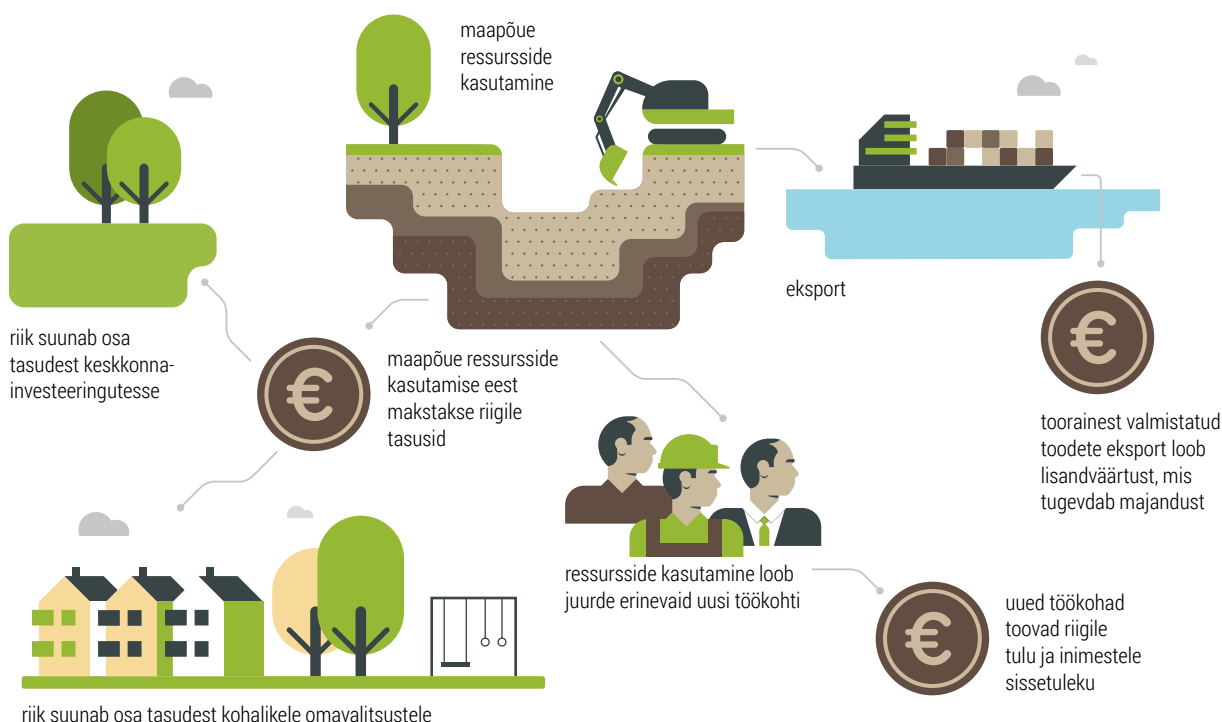 maapõue
ressursside
kasutamine
eksport
riik suunab osa
tasudest keskkonna-
investeeringutesse
€
maapõue ressursside
kasutamise eest
makstakse riigile
tasusid
€
toorainest valmistatud
toodete eksport loob
lisandväärtust, mis
tugevdab majandust
ressursside kasutamine loob
juurde erinevaid uusi töökohti
€
uued töökohad
toovad riigile
tulu ja inimestele
sissetuleku
riik suunab osa tasudest kohalikele omavalitsustele